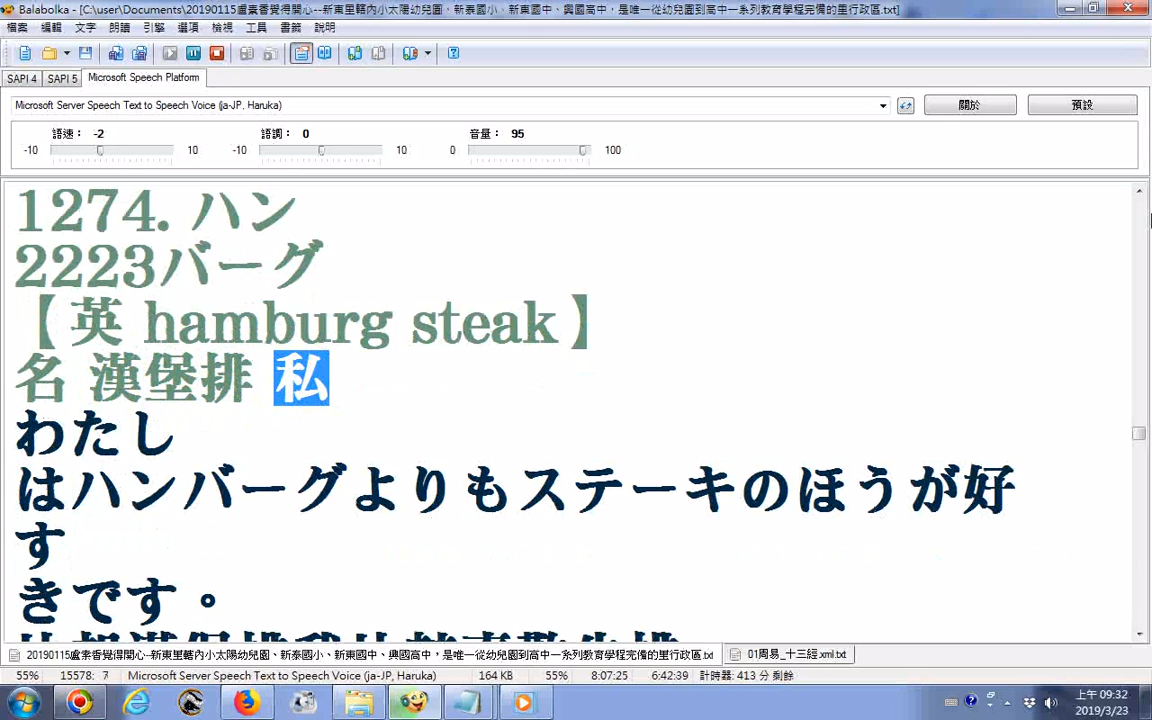 Balabolka - [C:\user\Documents\20190115盧素香覺得開心--新東里轄內小太陽幼兒園、新泰國小、新東國中、興國高中，是唯一從幼兒園到高中一系列教育學程完備的里行政區.txt]
檔案 編輯 文字 朗讀 引擎 選項 檢視 工具 書籤 說明
SAPI 4 SAPI 5 Microsoft Speech Platform
Microsoft Server Speech Text to Speech Voice (ja-JP, Haruka) 關於 預設
語速： -2 語調： 0 音量： 95
-10 10 -10 10 0 100
1274. ハン
2223バーグ
【英 hamburg steak】
名 漢堡排 私
わたし
はハンバーグよりもステーキのほうが好
す
きです。
20190115盧素香覺得開心--新東里轄內小太陽幼兒園、新泰國小、新東國中、興國高中，是唯一從幼兒園到高中一系列教育學程完備的里行政區.txt 01周易_十三經.txt
55% 15578: 7 Microsoft Server Speech Text to Speech Voice (ja-JP, Haruka) 164 KB 55% 8:07:25 6:42:39 計時器: 413 分 剩餘
上午 09:32
2019/3/23